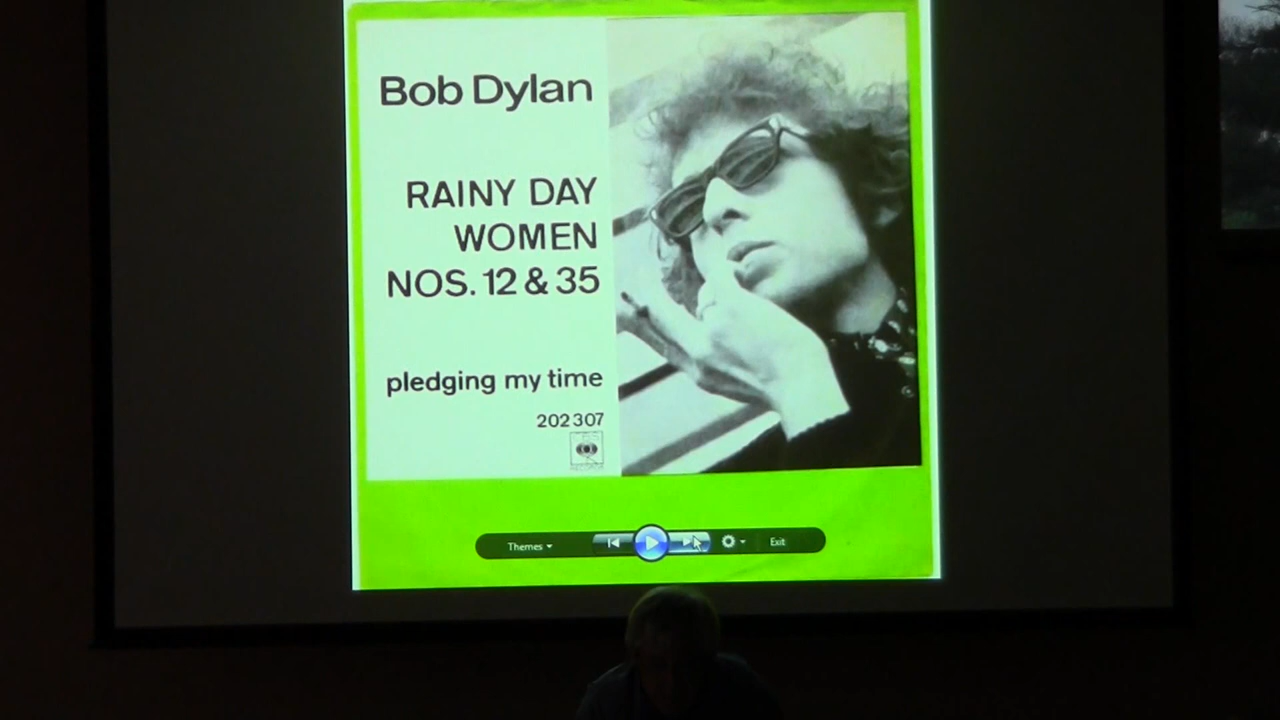 Bob Dylan
RAINY DAY
WOMEN
NOS. 12 & 35
pledging my time
202 307
Themes
Exit